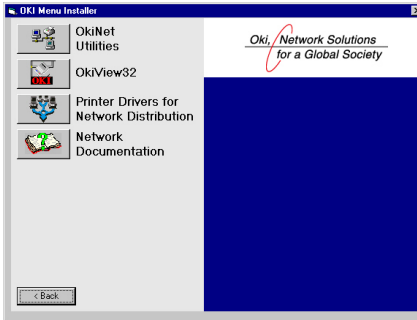 OKI Menu Installer
OkiNet
Utilities
OKI
OkiView32
Printer Drivers for
Network Distribution
Network
Documentation
< Back
Oki, Network Solutions
for a Global Society